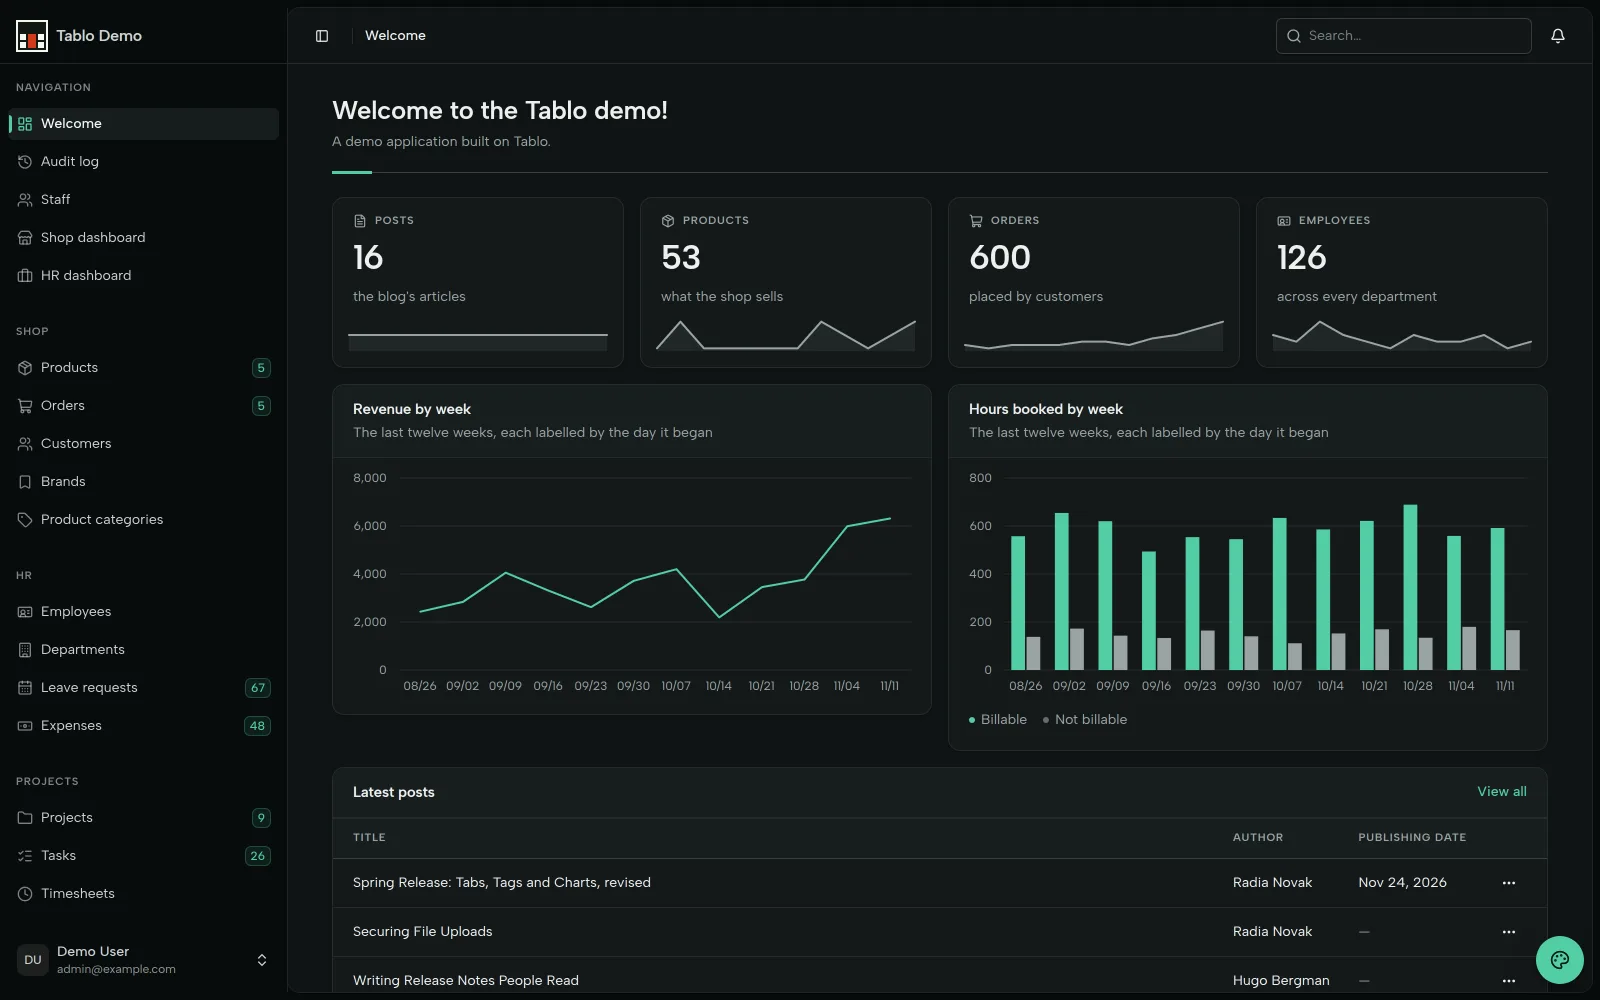 Tablo Demo
NAVIGATION
Welcome
Audit log
Staff
Shop dashboard
HR dashboard
SHOP
Products 5
Orders 5
Customers
Brands
Product categories
HR
Employees
Departments
Leave requests 67
Expenses 48
PROJECTS
Projects 9
Tasks 26
Timesheets
DU
Demo User
admin@example.com
Welcome
Search...
Welcome to the Tablo demo!
A demo application built on Tablo.
POSTS
16
the blog's articles
PRODUCTS
53
what the shop sells
ORDERS
600
placed by customers
EMPLOYEES
126
across every department
Revenue by week
The last twelve weeks, each labelled by the day it began
8,000
6,000
4,000
2,000
0
08/26 09/02 09/09 09/16 09/23 09/30 10/07 10/14 10/21 10/28 11/04 11/11
Hours booked by week
The last twelve weeks, each labelled by the day it began
800
600
400
200
0
08/26 09/02 09/09 09/16 09/23 09/30 10/07 10/14 10/21 10/28 11/04 11/11
Billable Not billable
Latest posts View all
TITLE AUTHOR PUBLISHING DATE
Spring Release: Tabs, Tags and Charts, revised Radia Novak Nov 24, 2026
Securing File Uploads Radia Novak —
Writing Release Notes People Read Hugo Bergman —